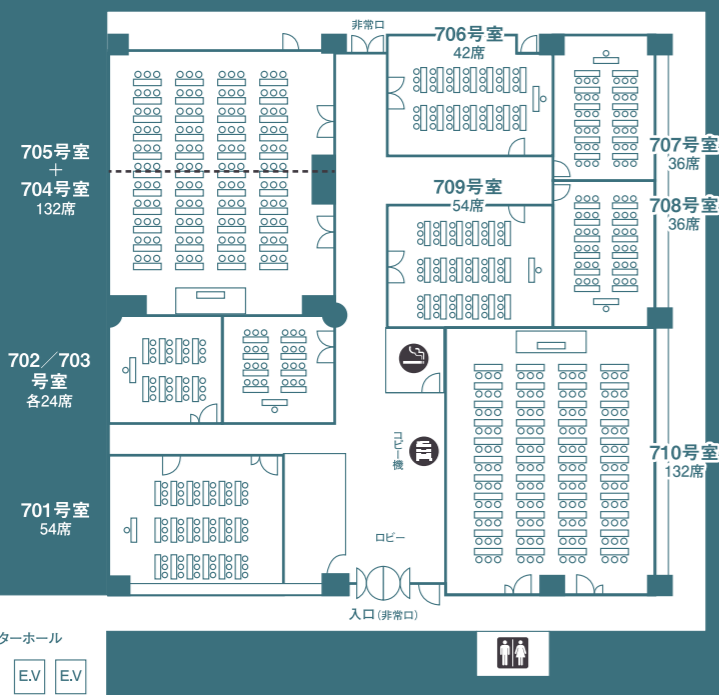 非常口
706号室
42席
705号室
+
704号室
132席
707号室
36席
709号室
54席
708号室
36席
702／703
号室
各24席
コピー機
710号室
132席
701号室
54席
ロビー
入口(非常口)
ターホール
E.V
E.V